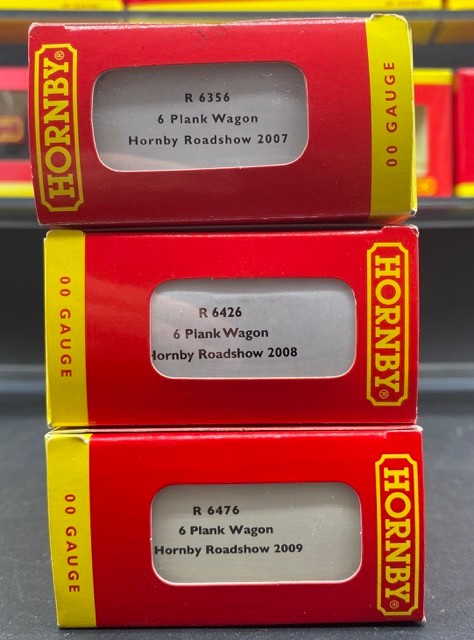 HORNBY®
R 6356
6 Plank Wagon
Hornby Roadshow 2007
00 GAUGE
00 GAUGE
R 6426
6 Plank Wagon
Hornby Roadshow 2008
HORNBY®
00 GAUGE
R 6476
6 Plank Wagon
Hornby Roadshow 2009
HORNBY®